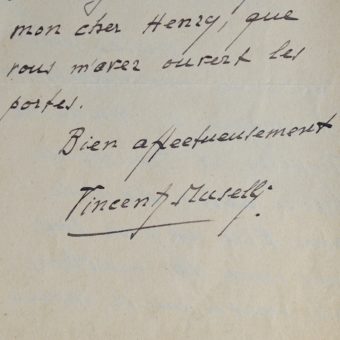 mon cher Henry, que
vous m'avez ouvert les
portes.
Bien affectueusement
Vincent Muselli.